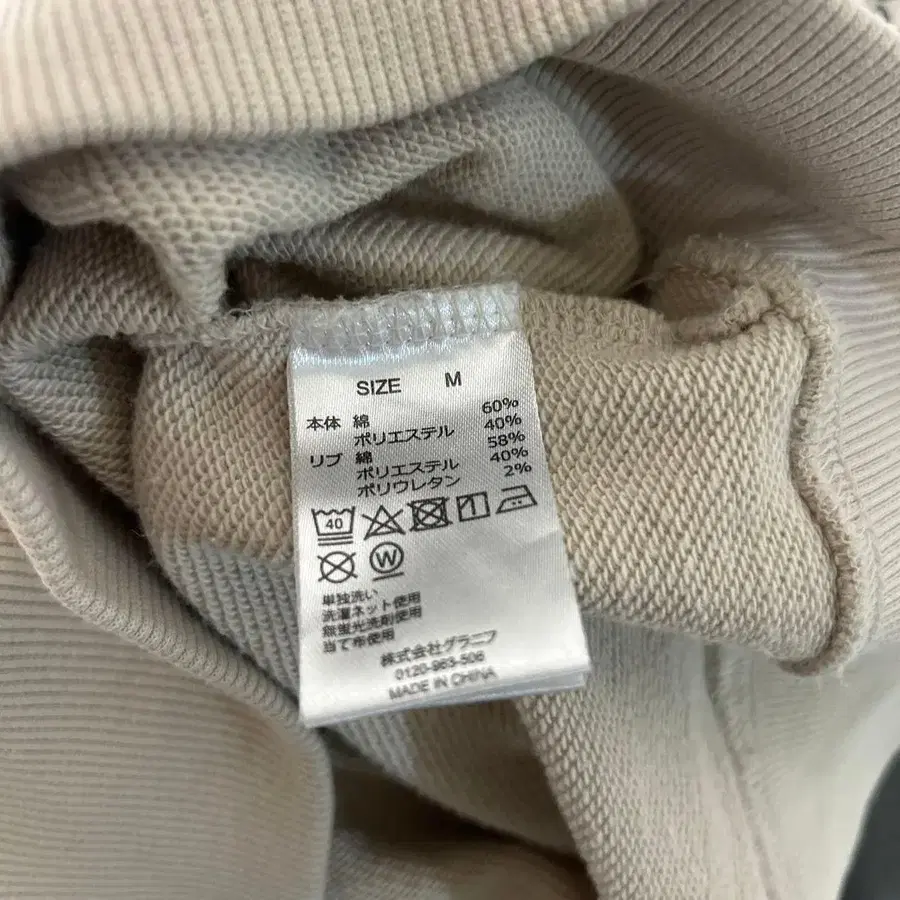 SIZE M
本体 綿 60%
ポリエステル 40%
リブ 綿 58%
ポリエステル 40%
ポリウレタン 2%
40
W
単独洗い
洗濯ネット使用
無蛍光洗剤使用
当て布使用
株式会社グラニフ
0120-963-506
MADE IN CHINA